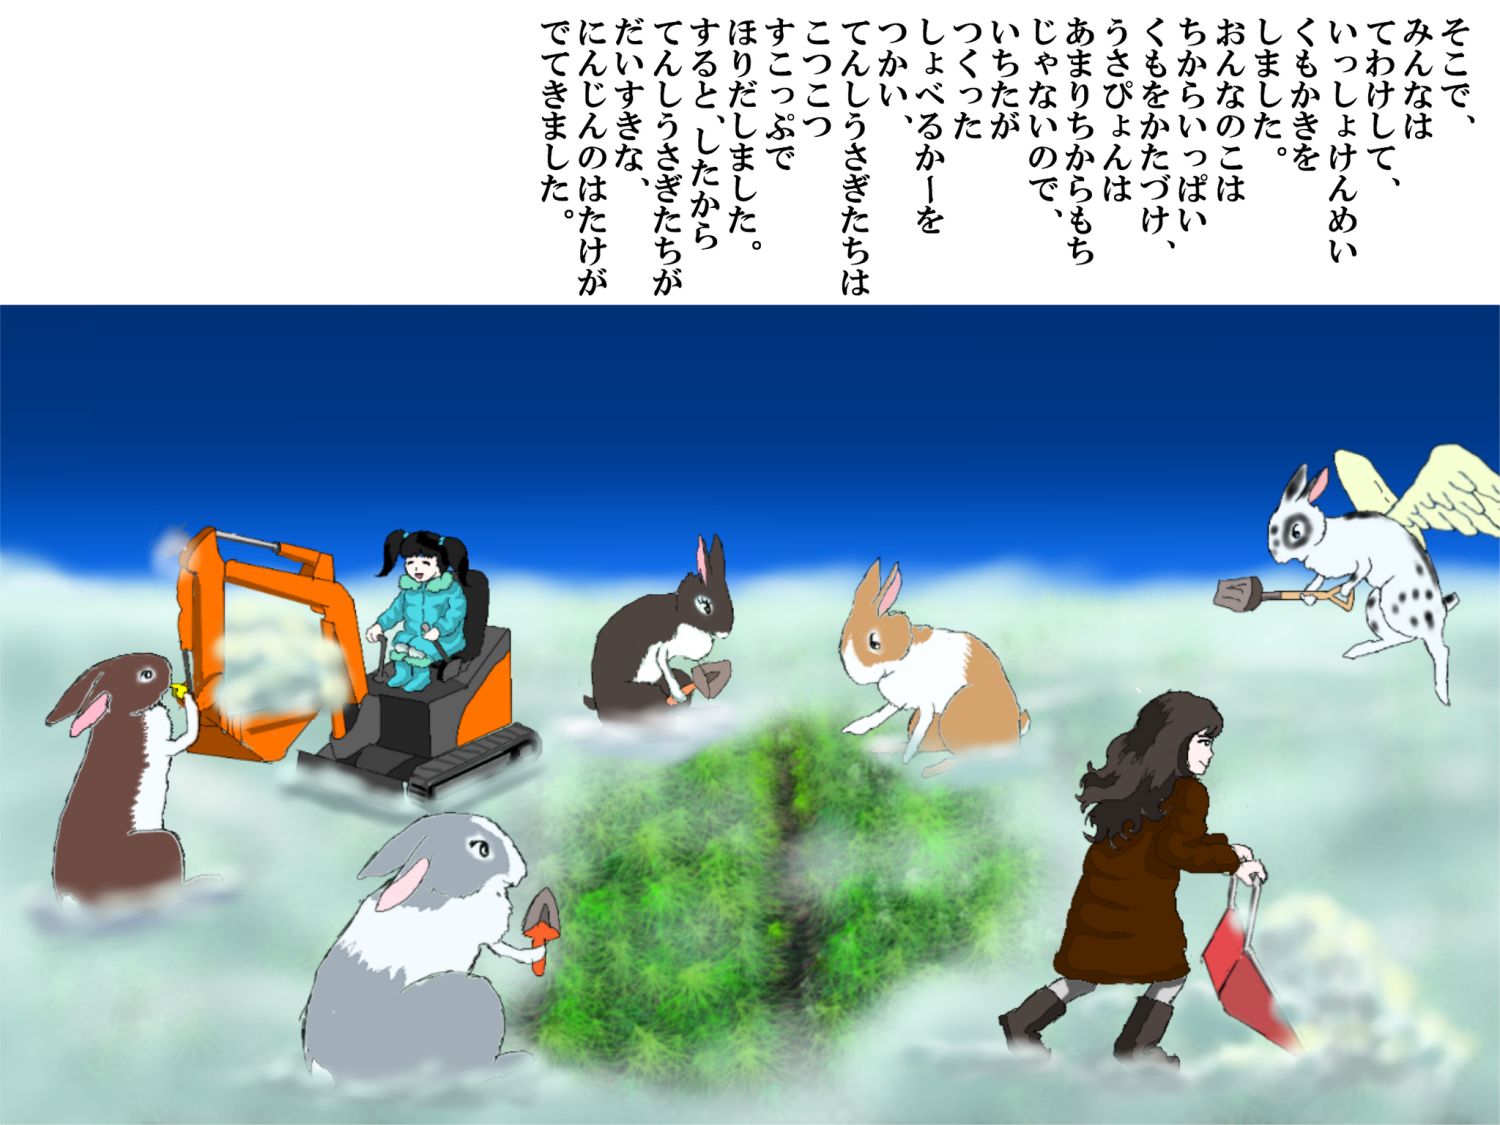 そこで、
みんなは
てわけして、
いっしょけんめい
くもかきを
しました。
おんなのこは
ちからいっぱい
くもをかたづけ、
うさぴょんは
あまりちからもち
じゃないので、
いちたが
つくった
しょべるかーを
つかい、
てんしうさぎたちは
こつこつ
すこっぷで
ほりだしました。
すると、したから
てんしうさぎたちが
だいすきな、
にんじんのはたけが
でてきました。